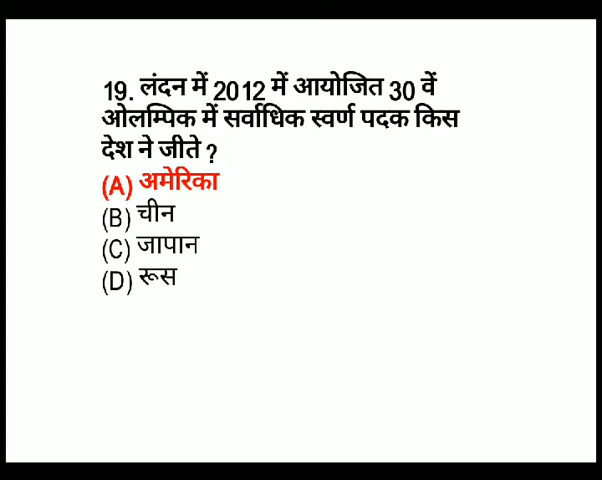 19. लंदन में 2012 में आयोजित 30 वें
ओलम्पिक में सर्वाधिक स्वर्ण पदक किस
देश ने जीते ?
(A) अमेरिका
(B) चीन
(C) जापान
(D) रूस